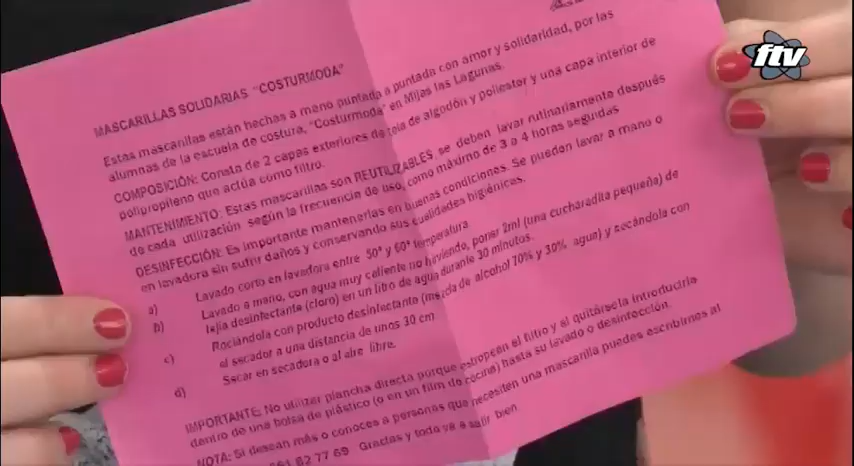 ftv
MASCARILLAS SOLIDARIAS "COSTURMODA"
Estas mascarillas están hechas a mano puntada a puntada con amor y solidaridad, por las
alumnas de la escuela de costura, "Costurmoda" en Mijas las Lagunas.
COMPOSICIÓN: Consta de 2 capas exteriores de tela de algodón y poliester y una capa interior de
polipropileno que actúa como filtro.
MANTENIMIENTO: Estas mascarillas son REUTILIZABLES, se deben lavar rutinariamente después
de cada utilización según la frecuencia de uso, como máximo de 3 a 4 horas seguidas
DESINFECCIÓN: Es importante mantenerlas en buenas condiciones. Se pueden lavar a mano o
en lavadora sin sufrir daños y conservando sus cualidades higiénicas.
a) Lavado corto en lavadora entre 50º y 60º temperatura
b) Lavado a mano, con agua muy caliente no hirviendo, poner 2ml (una cucharadita pequeña) de
lejía desinfectante (cloro) en un litro de agua durante 30 minutos.
c) Rociándola con producto desinfectante (mezcla de alcohol 70% y 30% agua) y secándola con
el secador a una distancia de unos 30 cm
d) Secar en secadora o al aire libre.
IMPORTANTE: No utilizar plancha directa porque estropean el filtro y al quitársela introducirla
dentro de una bolsa de plástico (o en un film de cocina) hasta su lavado o desinfección.
NOTA: Si desean más o conoces a personas que necesiten una mascarilla puedes escribirnos al
62 77 69 Gracias y todo va a salir bien